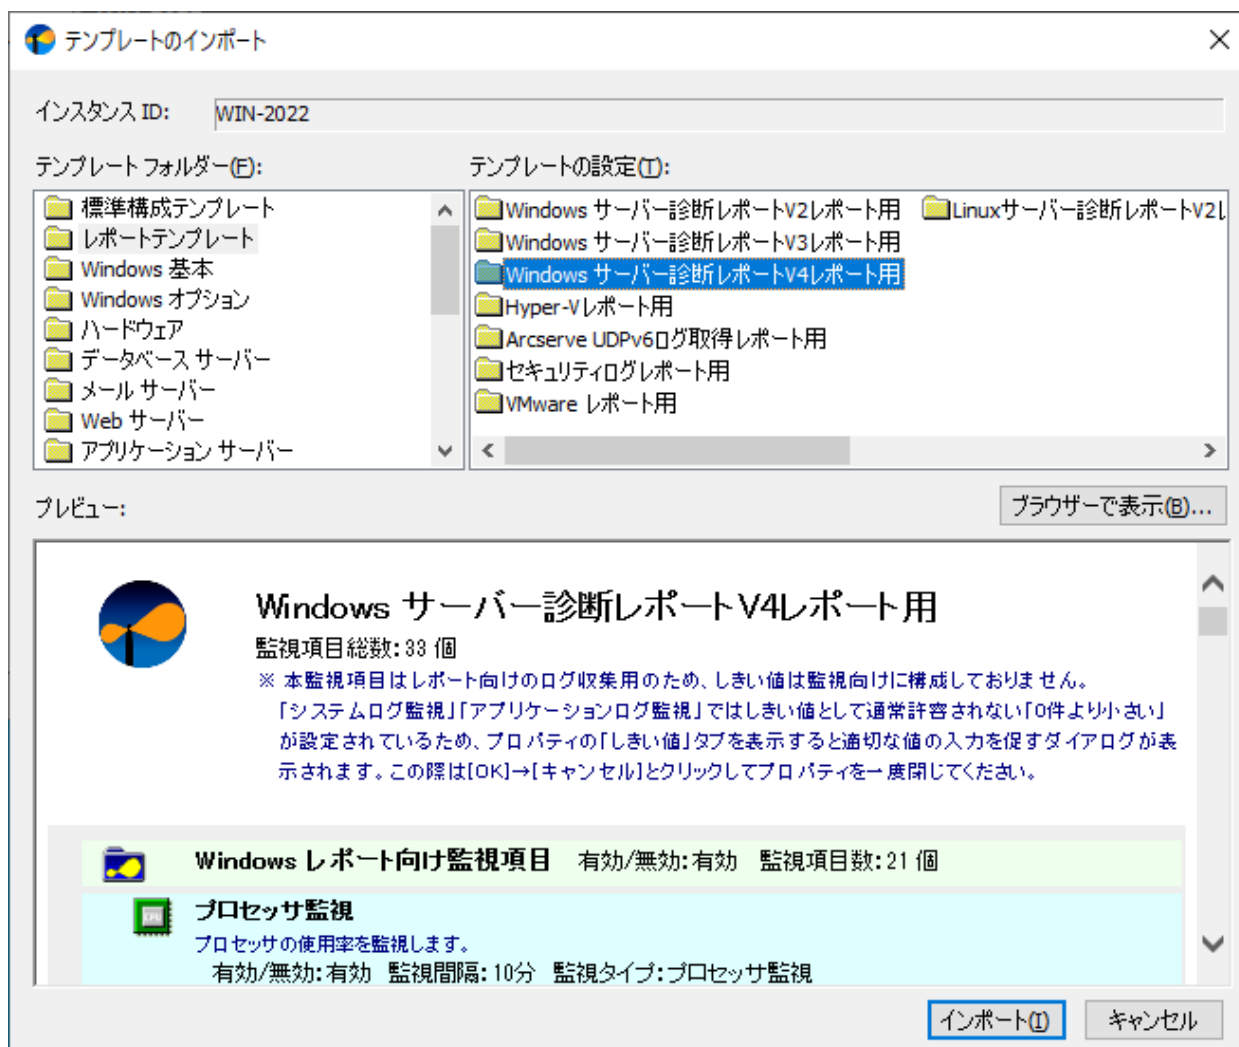 テンプレートのインポート
インスタンス ID: WIN-2022
テンプレート フォルダー(F):
標準構成テンプレート
レポートテンプレート
Windows 基本
Windows オプション
ハードウェア
データベース サーバー
メール サーバー
Web サーバー
アプリケーション サーバー
テンプレートの設定(T):
Windows サーバー診断レポートV2レポート用
Windows サーバー診断レポートV3レポート用
Windows サーバー診断レポートV4レポート用
Hyper-Vレポート用
Arcserve UDPv6ログ取得レポート用
セキュリティログレポート用
VMware レポート用
Linuxサーバー診断レポートV2レ
プレビュー:
ブラウザーで表示(B)...
Windows サーバー診断レポートV4レポート用
監視項目総数: 33 個
※ 本監視項目はレポート向けのログ収集用のため、しきい値は監視向けに構成しておりません。
「システムログ監視」「アプリケーションログ監視」ではしきい値として通常許容されない「0件より小さい」
が設定されているため、プロパティの「しきい値」タブを表示すると適切な値の入力を促すダイアログが表
示されます。この際は[OK]→[キャンセル]とクリックしてプロパティを一度閉じてください。
Windows レポート向け監視項目 有効/無効: 有効 監視項目数: 21 個
プロセッサ監視
プロセッサの使用率を監視します。
有効/無効: 有効 監視間隔: 10分 監視タイプ: プロセッサ監視
インポート(I)
キャンセル